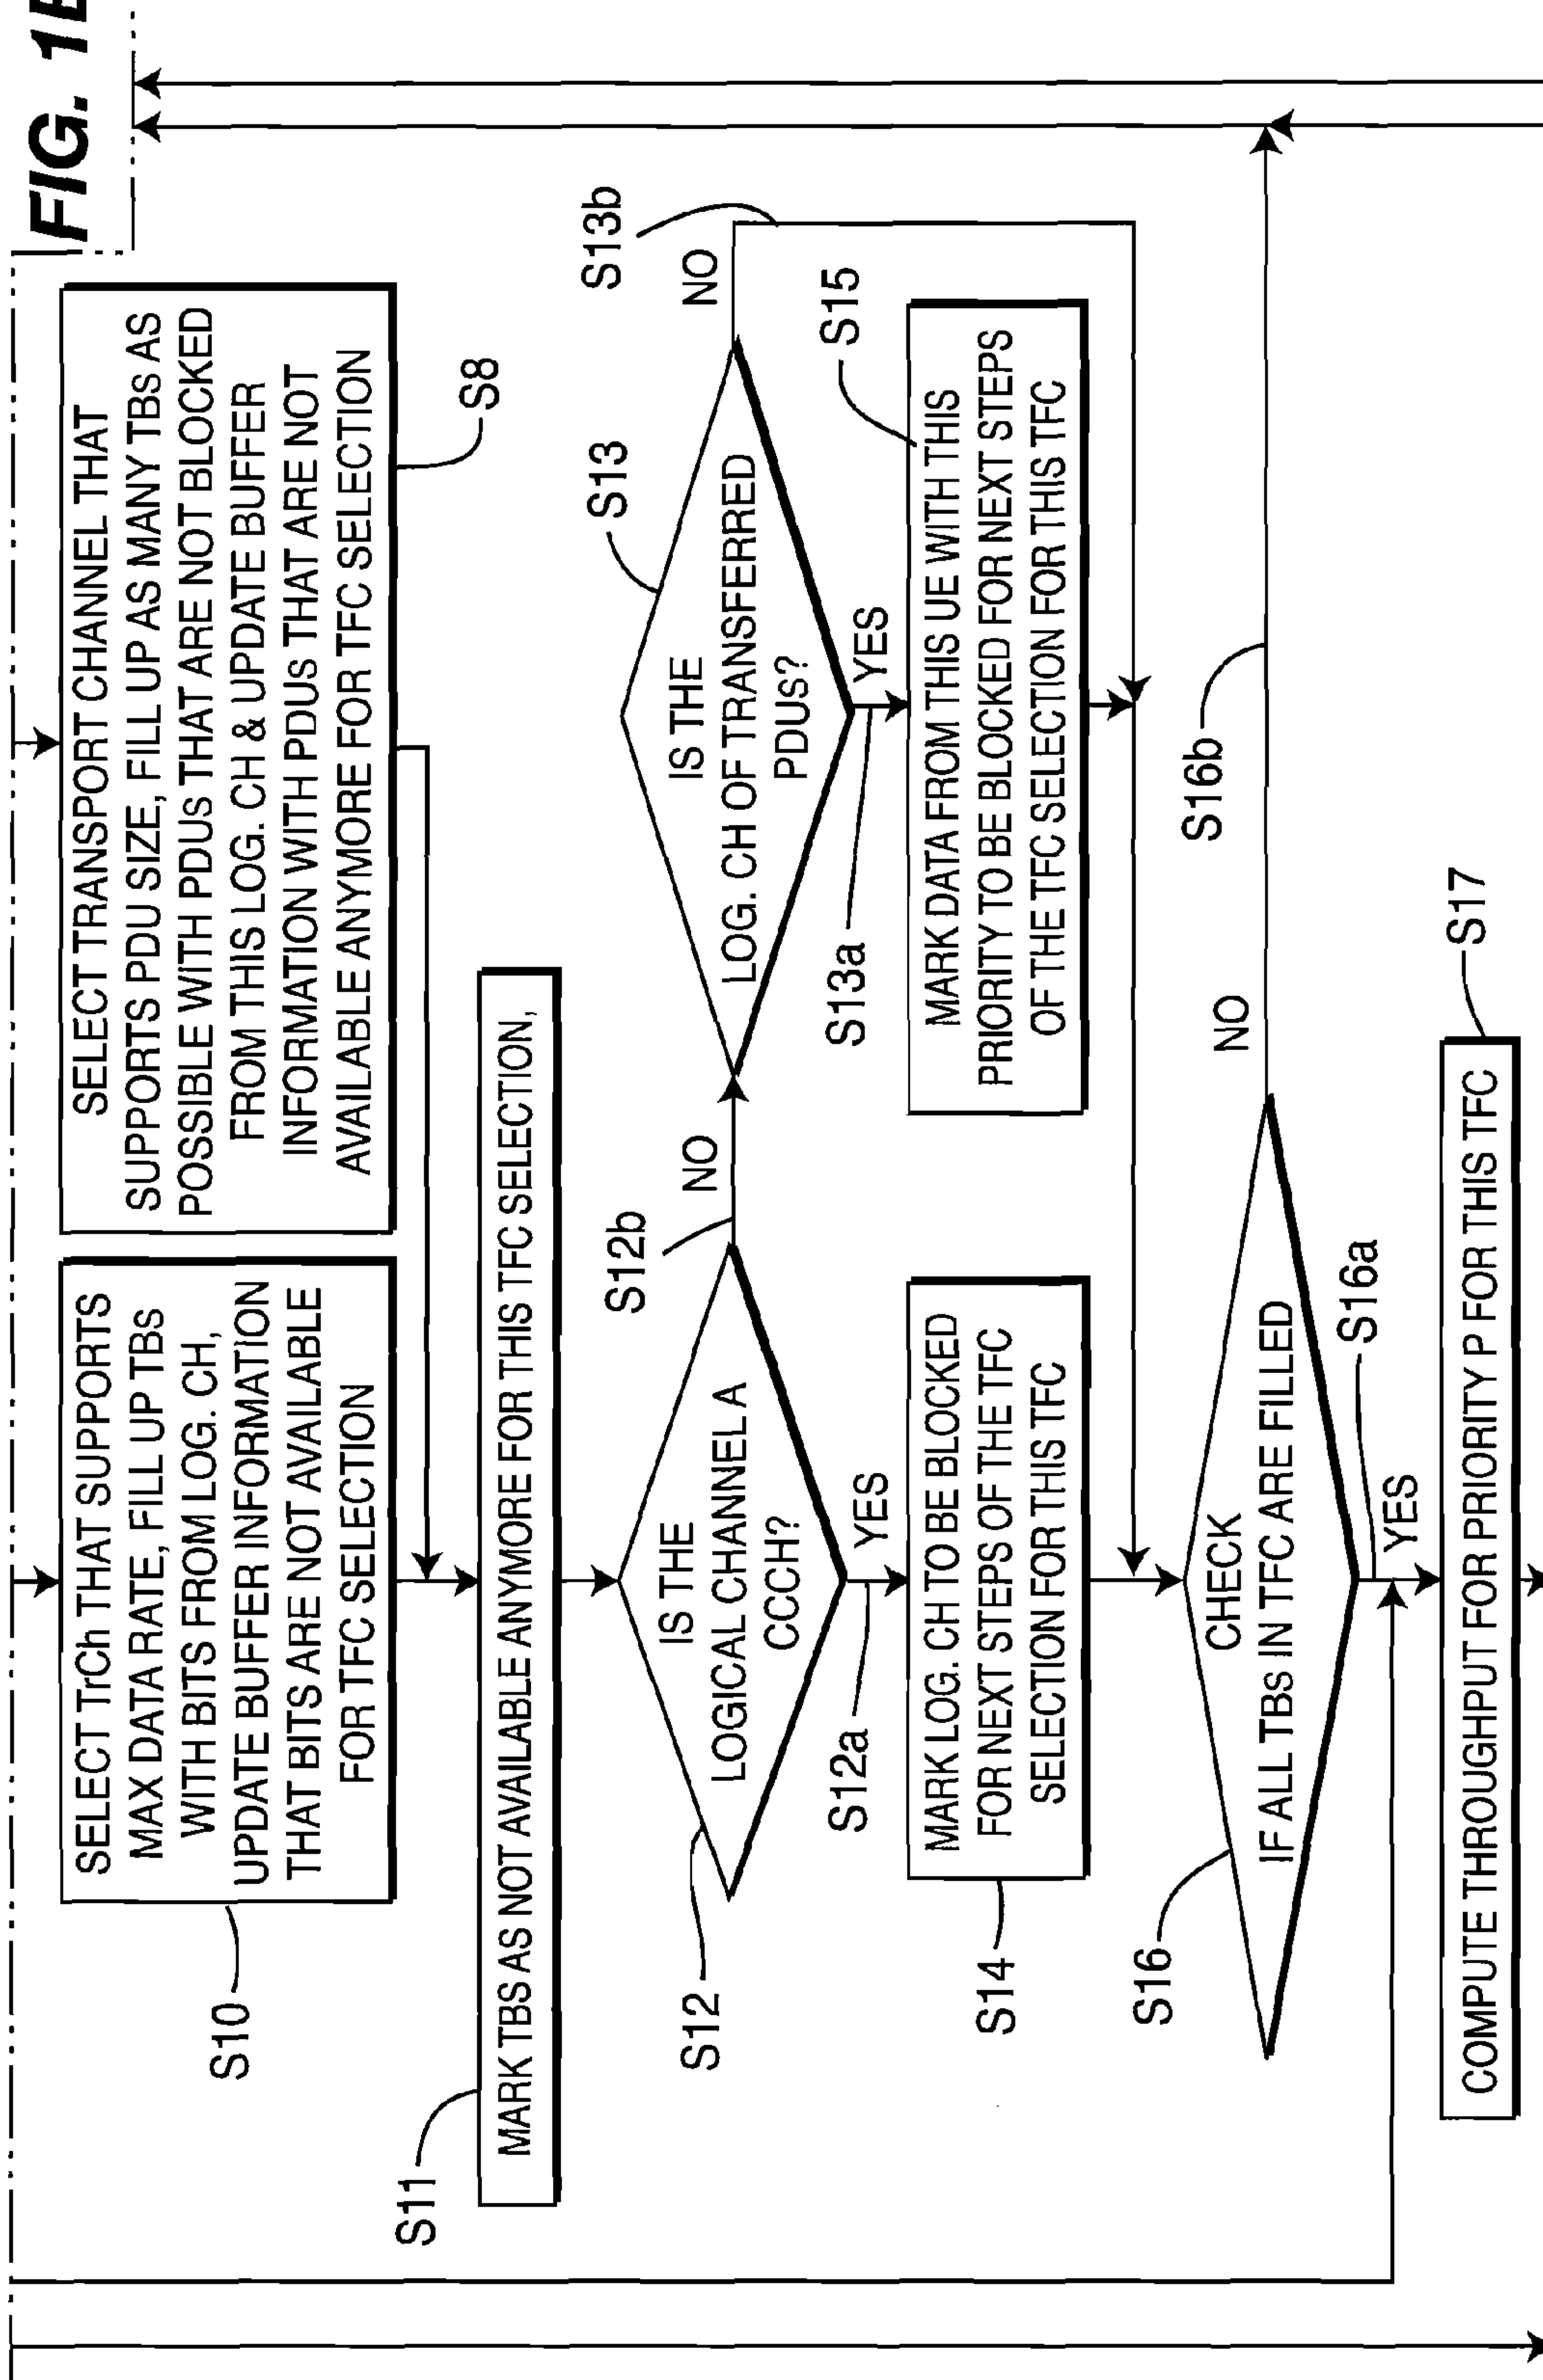 FIG. 1B
SELECT TrCh THAT SUPPORTS
MAX DATA RATE, FILL UP TBS
WITH BITS FROM LOG. CH,
UPDATE BUFFER INFORMATION
THAT BITS ARE NOT AVAILABLE
FOR TFC SELECTION
S10
SELECT TRANSPORT CHANNEL THAT
SUPPORTS PDU SIZE, FILL UP AS MANY TBS AS
POSSIBLE WITH PDUS THAT ARE NOT BLOCKED
FROM THIS LOG. CH & UPDATE BUFFER
INFORMATION WITH PDUS THAT ARE NOT
AVAILABLE ANYMORE FOR TFC SELECTION
S8
S11
MARK TBS AS NOT AVAILABLE ANYMORE FOR THIS TFC SELECTION,
S12
IS THE
LOGICAL CHANNEL A
CCCH?
S12b
NO
S12a
YES
S13
IS THE
LOG. CH OF TRANSFERRED
PDUS?
NO
S13b
S13a
YES
S14
MARK LOG. CH TO BE BLOCKED
FOR NEXT STEPS OF THE TFC
SELECTION FOR THIS TFC
S15
MARK DATA FROM THIS UE WITH THIS
PRIORITY TO BE BLOCKED FOR NEXT STEPS
OF THE TFC SELECTION FOR THIS TFC
S16
CHECK
IF ALL TBS IN TFC ARE FILLED
NO
S16b
S16a
YES
S17
COMPUTE THROUGHPUT FOR PRIORITY P FOR THIS TFC